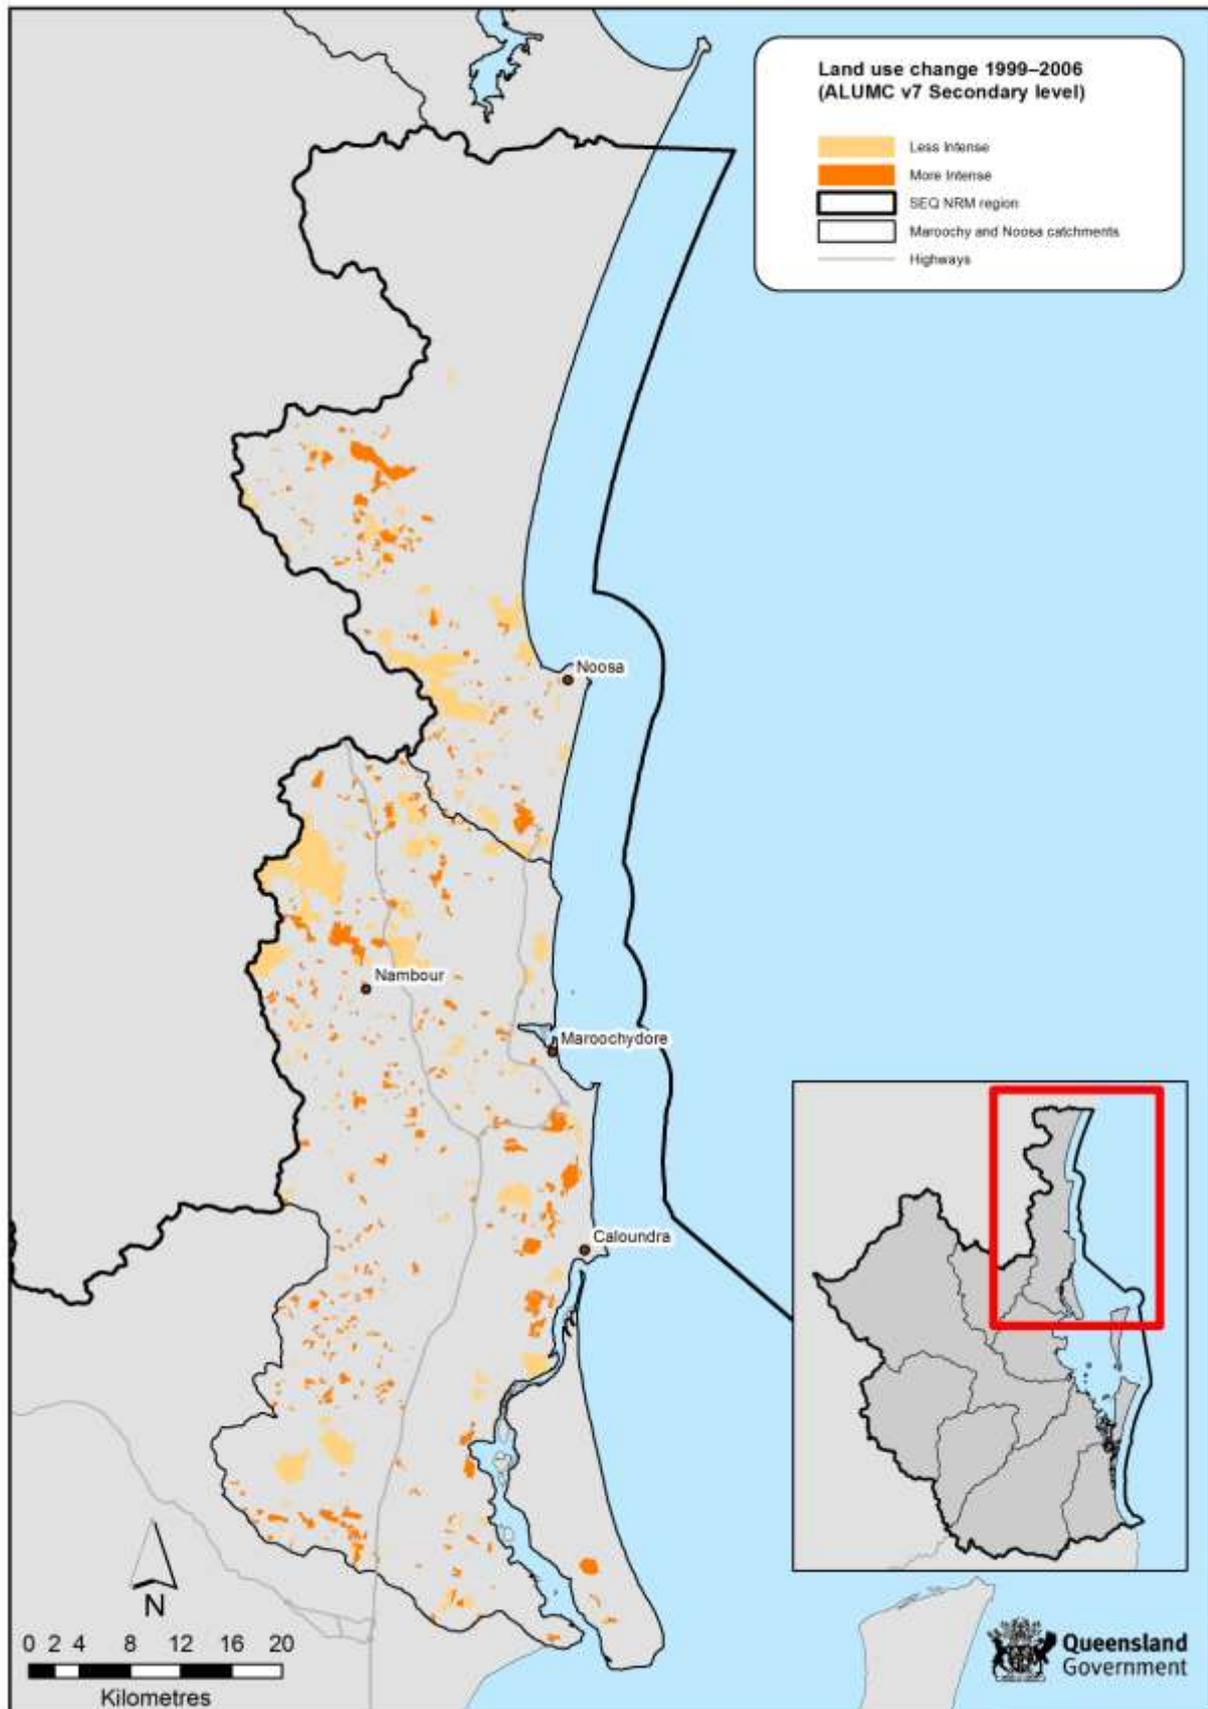 Land use change 1999–2006
(ALUMC v7 Secondary level)
Less Intense
More Intense
SEQ NRM region
Maroochy and Noosa catchments
Highways
Noosa
Nambour
Maroochydore
Caloundra
N
0 2 4 8 12 16 20
Kilometres
Queensland
Government